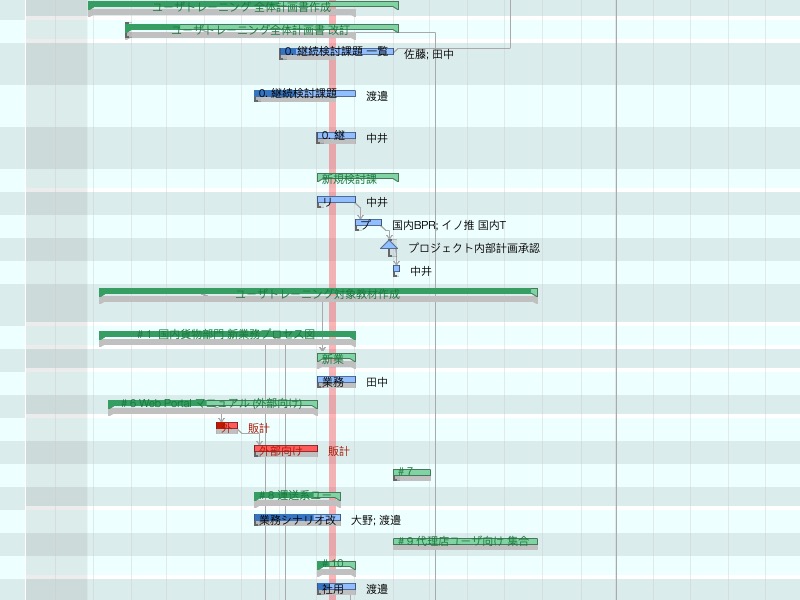 ユーザトレーニング 全体計画書作成
ユーザトレーニング全体計画書 改訂
0. 継続検討課題 一覧 佐藤; 田中
0. 継続検討課題 渡邉
0. 継 中井
新規検討課
リ 中井
プ 国内BPR; イノ推 国内T
プロジェクト内部計画承認
中井
ユーザトレーニング対象教材作成
# 1 国内貨物部門 新業務プロセス図
新業
業務 田中
# 6 Web Portal マニュアル (外部向け)
外 販計
外部向け 販計
# 7
# 8 運送系ユー
業務シナリオ改 大野; 渡邉
# 9 代理店ユーザ向け 集合
# 10
社用 渡邉